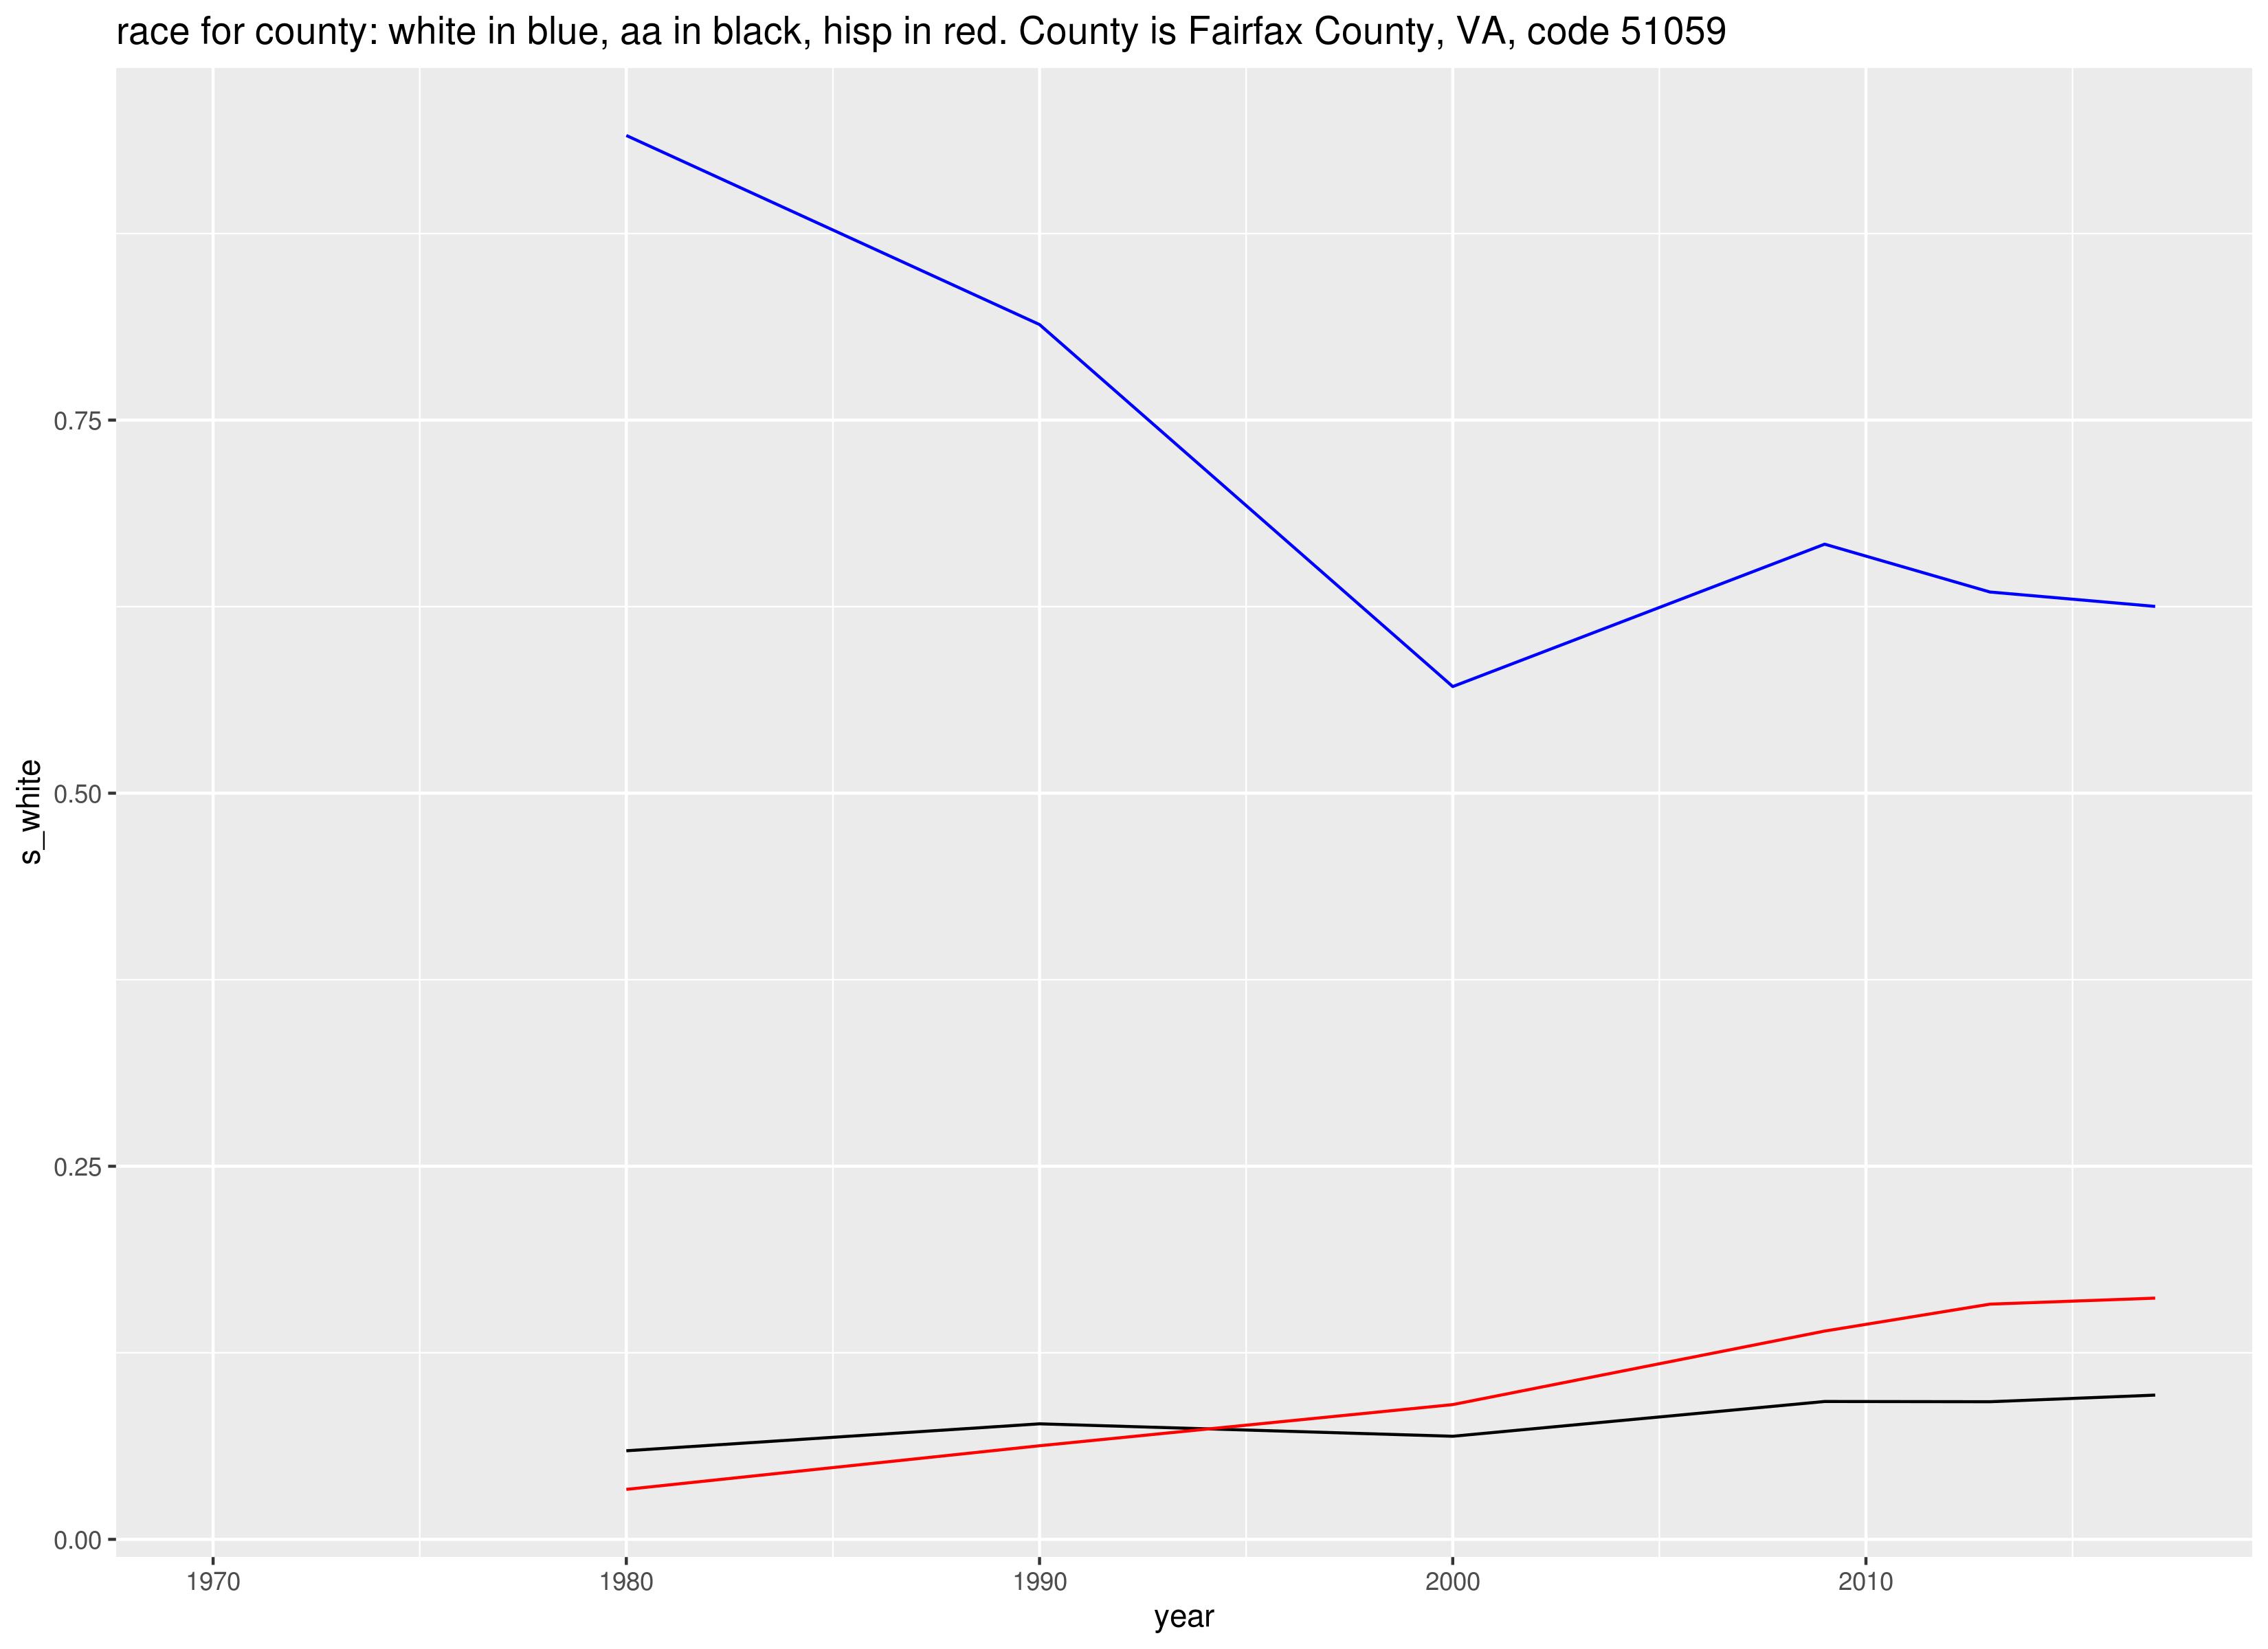 race for county: white in blue, aa in black, hisp in red. County is Fairfax County, VA, code 51059
s_white
0.75
0.50
0.25
0.00
1970 1980 1990 2000 2010
year